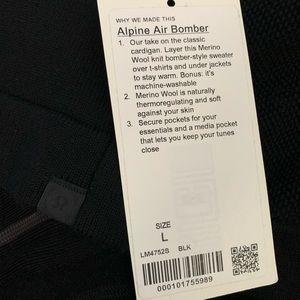 WHY WE MADE THIS
Alpine Air Bomber
1. Our take on the classic
cardigan. Layer this Merino
Wool knit bomber-style sweater
over t-shirts and under jackets
to stay warm. Bonus: it's
machine-washable
2. Merino Wool is naturally
thermoregulating and soft
against your skin
3. Secure pockets for your
essentials and a media pocket
that lets you keep your tunes
close
SIZE
L
LM4752S BLK
000101755989